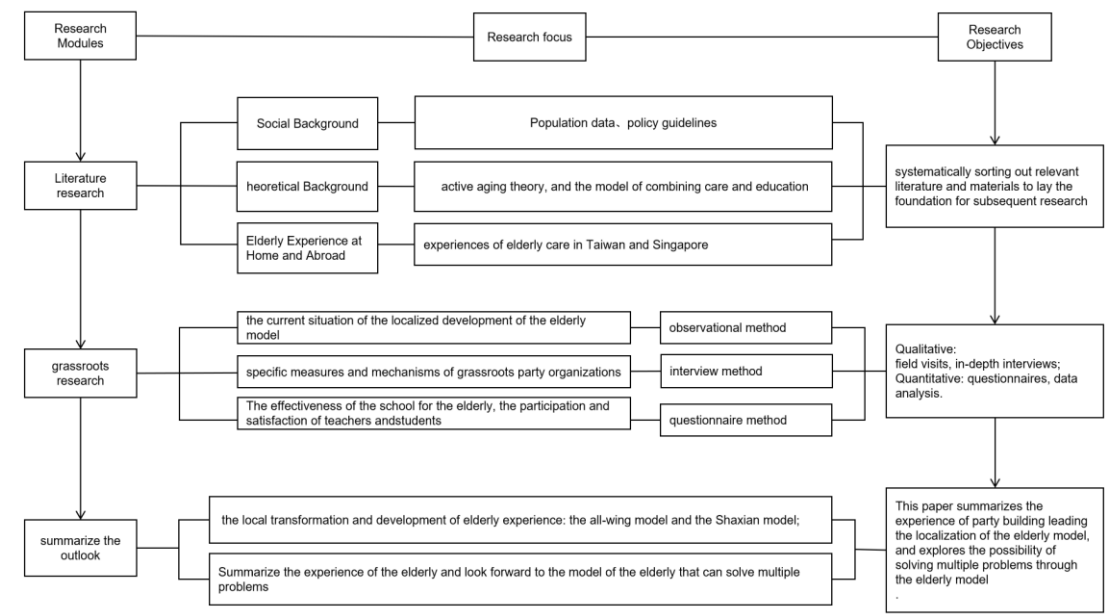 Research
Modules
Research focus
Research
Objectives
Social Background
Population data、policy guidelines
Literature
research
heoretical Background
active aging theory, and the model of combining care and education
systematically sorting out relevant
literature and materials to lay the
foundation for subsequent research
Elderly Experience at
Home and Abroad
experiences of elderly care in Taiwan and Singapore
grassroots
research
the current situation of the localized development of the elderly
model
observational method
specific measures and mechanisms of grassroots party organizations
interview method
The effectiveness of the school for the elderly, the participation and
satisfaction of teachers andstudents
questionnaire method
Qualitative:
field visits, in-depth interviews;
Quantitative: questionnaires, data
analysis.
summarize the
outlook
the local transformation and development of elderly experience: the all-wing model and the Shaxian model;
Summarize the experience of the elderly and look forward to the model of the elderly that can solve multiple
problems
This paper summarizes the
experience of party building leading
the localization of the elderly model,
and explores the possibility of
solving multiple problems through
the elderly model
.